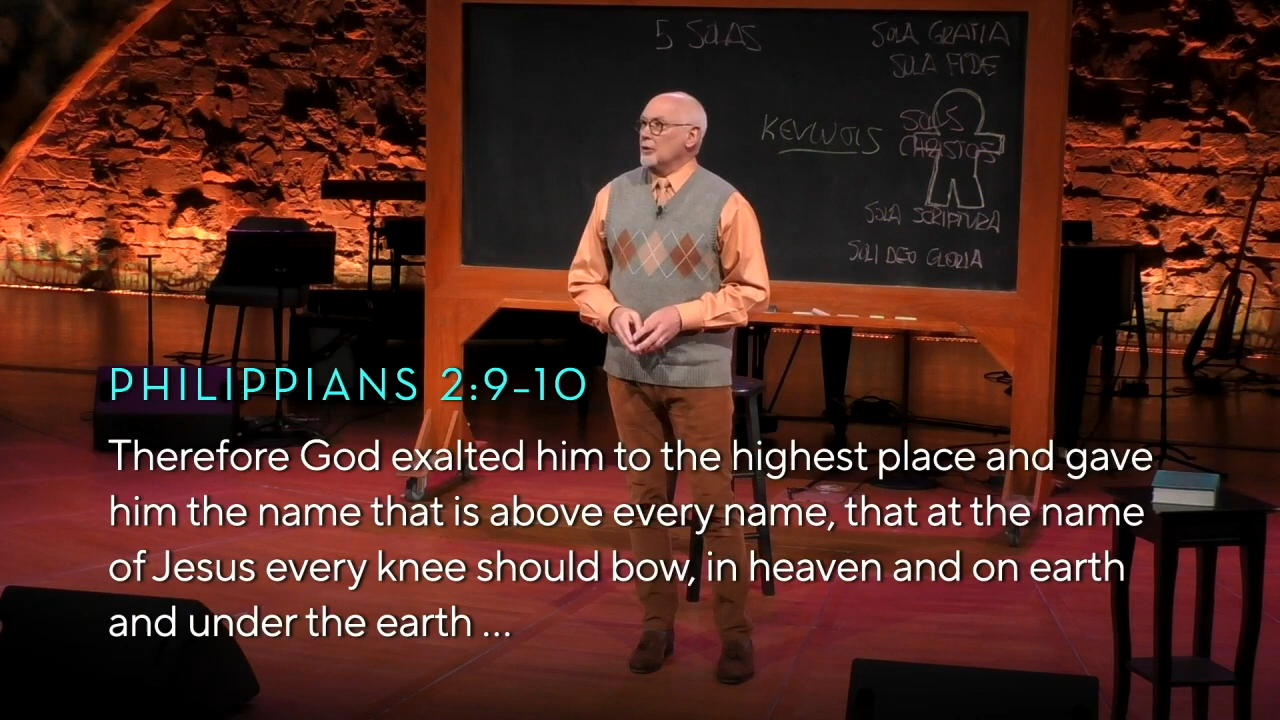 5 SOLAS
SOLA GRATIA
SOLA FIDE
SOLAS
CHRISTOS
SOLA SCRIPTURA
SOLI DEO GLORIA
PHILIPPIANS 2:9–10
Therefore God exalted him to the highest place and gave
him the name that is above every name, that at the name
of Jesus every knee should bow, in heaven and on earth
and under the earth ...